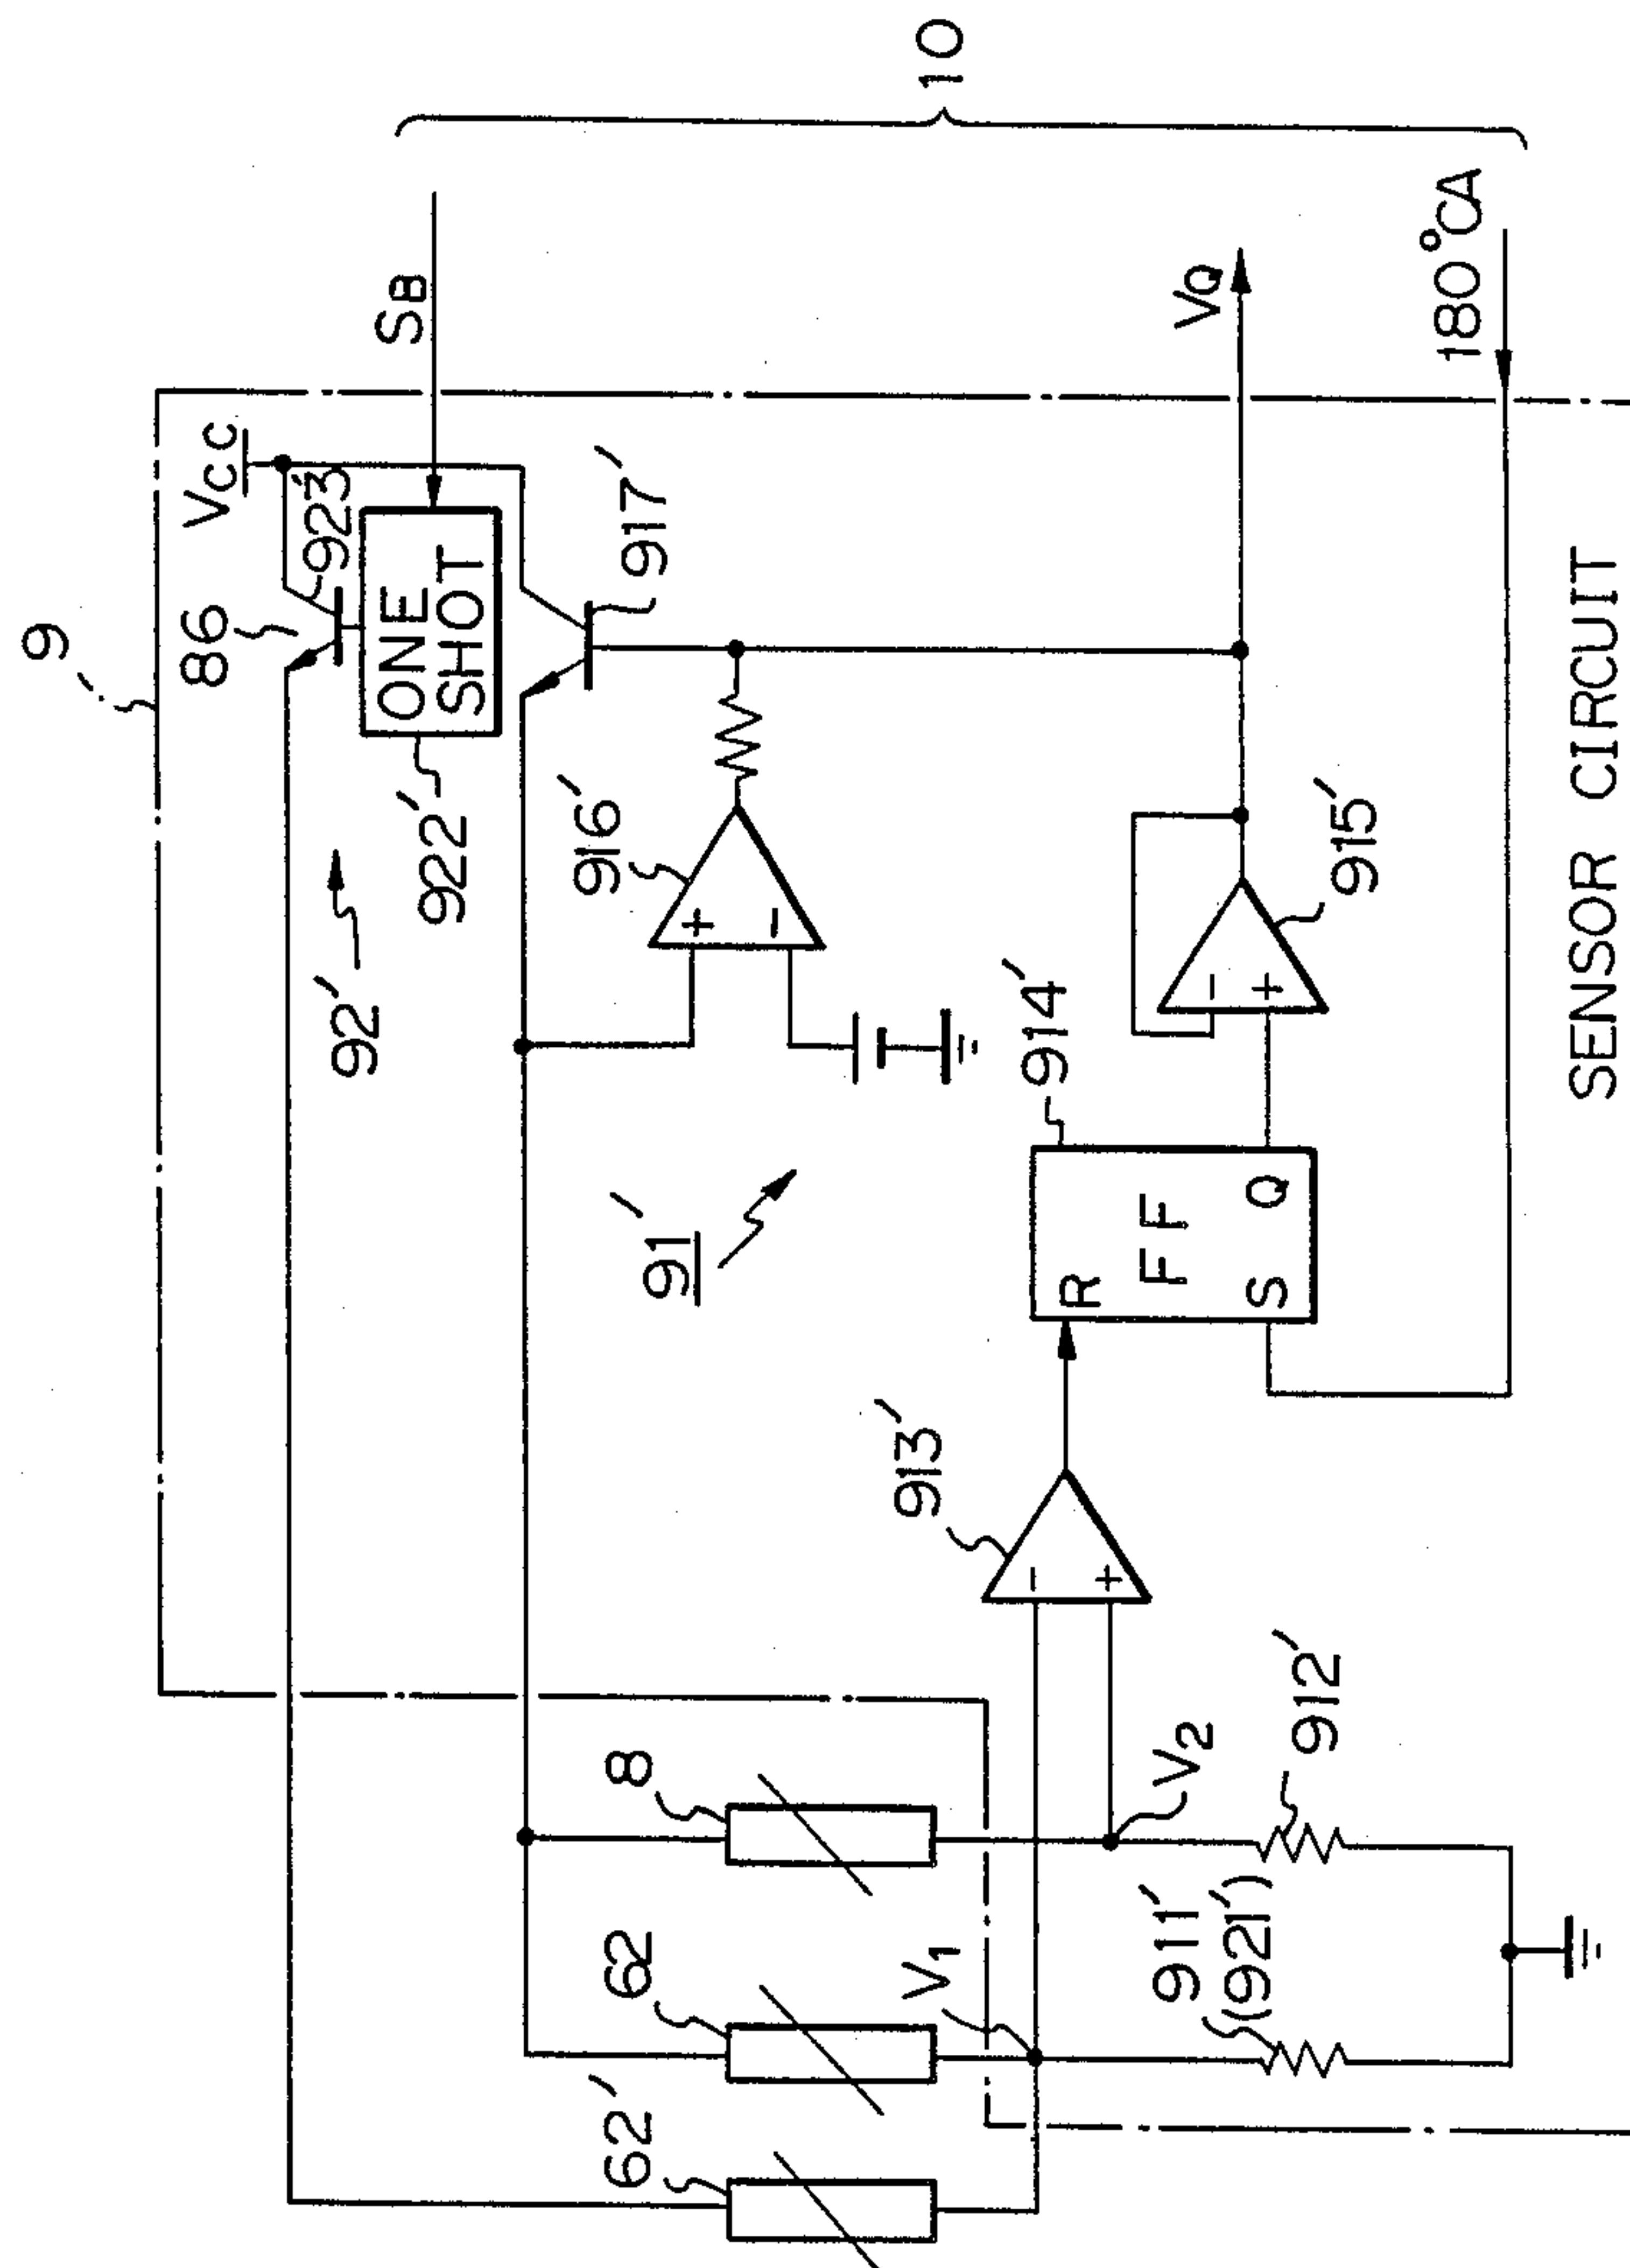 9'
86
VCC
923'
ONE
SHOT
922'
92'
SB
10
917'
916'
+
-
91'
VQ
915'
-
+
914'
R
FF
S
Q
180°CA
913'
-
+
8
62
62'
V1
V2
911'
(921')
912'
SENSOR CIRCUIT